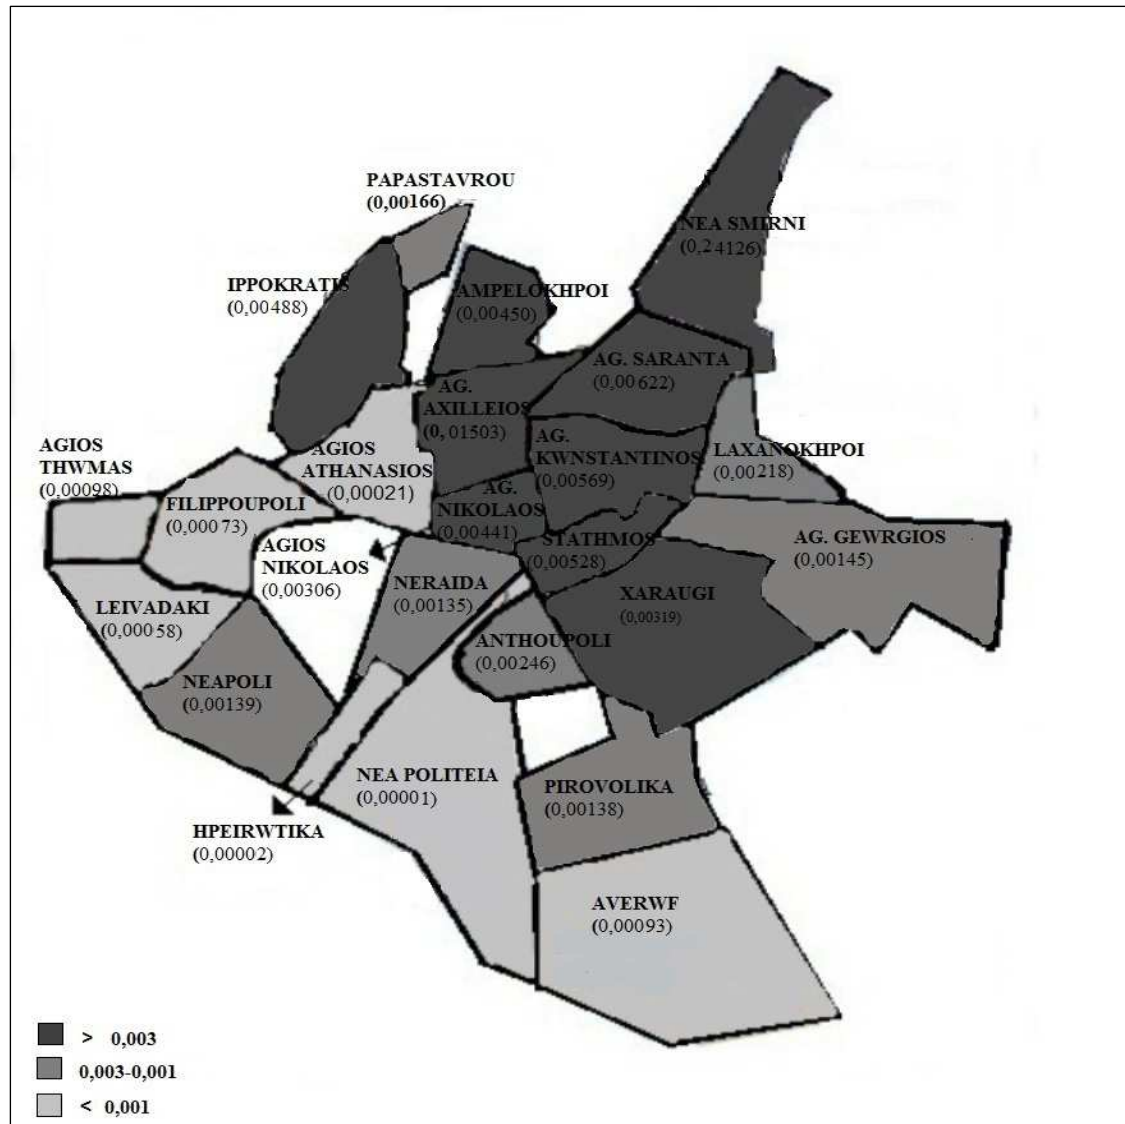 PAPASTAVROU
(0,00166)
NEA SMIRNI
(0,24126)
IPPOKRATIS
(0,00488)
AMPELOKHPOI
(0,00450)
AG. SARANTA
(0,00622)
AG.
AXILLEIOS
(0, 01503)
AGIOS
THWMAS
(0,00098)
AGIOS
ATHANASIOS
(0,00021)
AG.
KWNSTANTINOS
(0,00569)
LAXANOKHPOI
(0,00218)
FILIPPOUPOLI
(0,00073)
AG.
NIKOLAOS
(0,00441)
STATHMOS
(0,00528)
AG. GEWRGIOS
(0,00145)
AGIOS
NIKOLAOS
(0,00306)
NERAIDA
(0,00135)
XARAUGI
(0,00319)
LEIVADAKI
(0,00058)
ANTHOUPOLI
(0,00246)
NEAPOLI
(0,00139)
NEA POLITEIA
(0,00001)
PIROVOLIKA
(0,00138)
HPEIRWTIKA
(0,00002)
AVERWF
(0,00093)
> 0,003
0,003-0,001
< 0,001